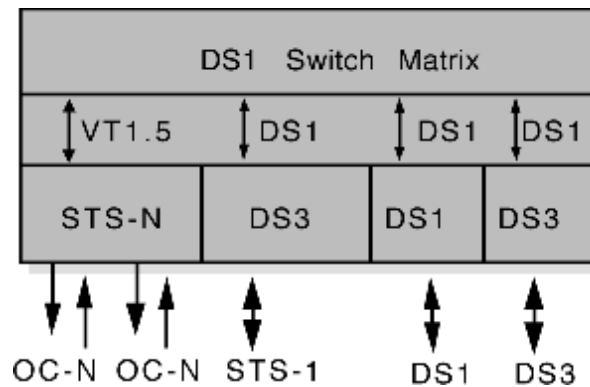 DS1 Switch Matrix
VT1.5 DS1 DS1 DS1
STS-N DS3 DS1 DS3
OC-N OC-N STS-1 DS1 DS3